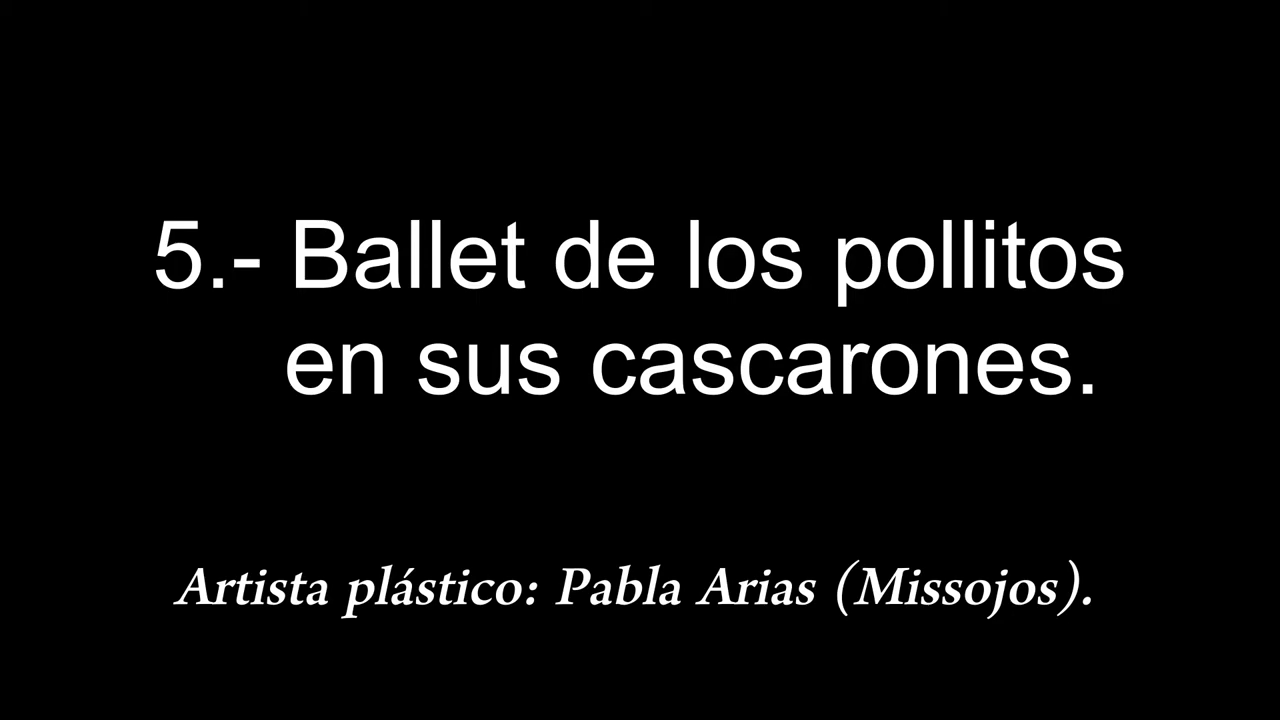 5.- Ballet de los pollitos
en sus cascarones.
Artista plástico: Pabla Arias (Missojos).